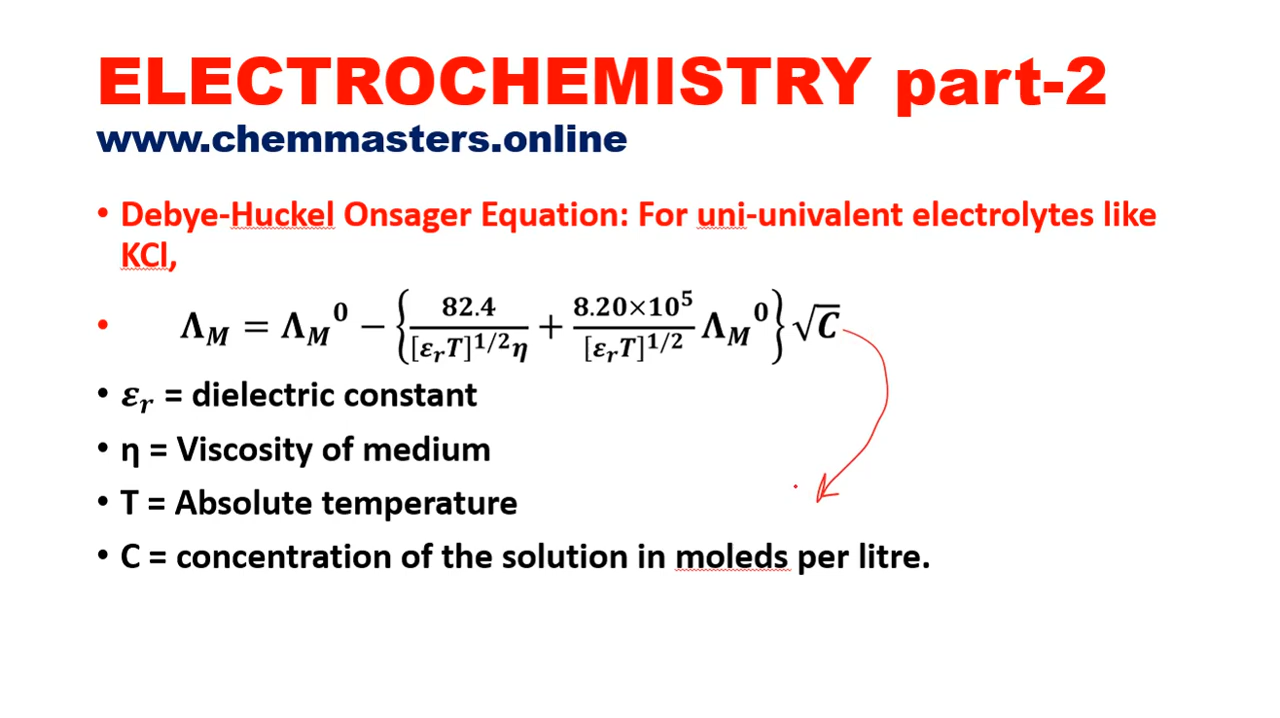 ELECTROCHEMISTRY part-2
www.chemmasters.online
• Debye-Huckel Onsager Equation: For uni-univalent electrolytes like
KCl,
• Λ_M = Λ_M^0 − {82.4/([ε_r T]^{1/2} η) + 8.20×10^5/[ε_r T]^{1/2} Λ_M^0} √C
• ε_r = dielectric constant
• η = Viscosity of medium
• T = Absolute temperature
• C = concentration of the solution in moleds per litre.